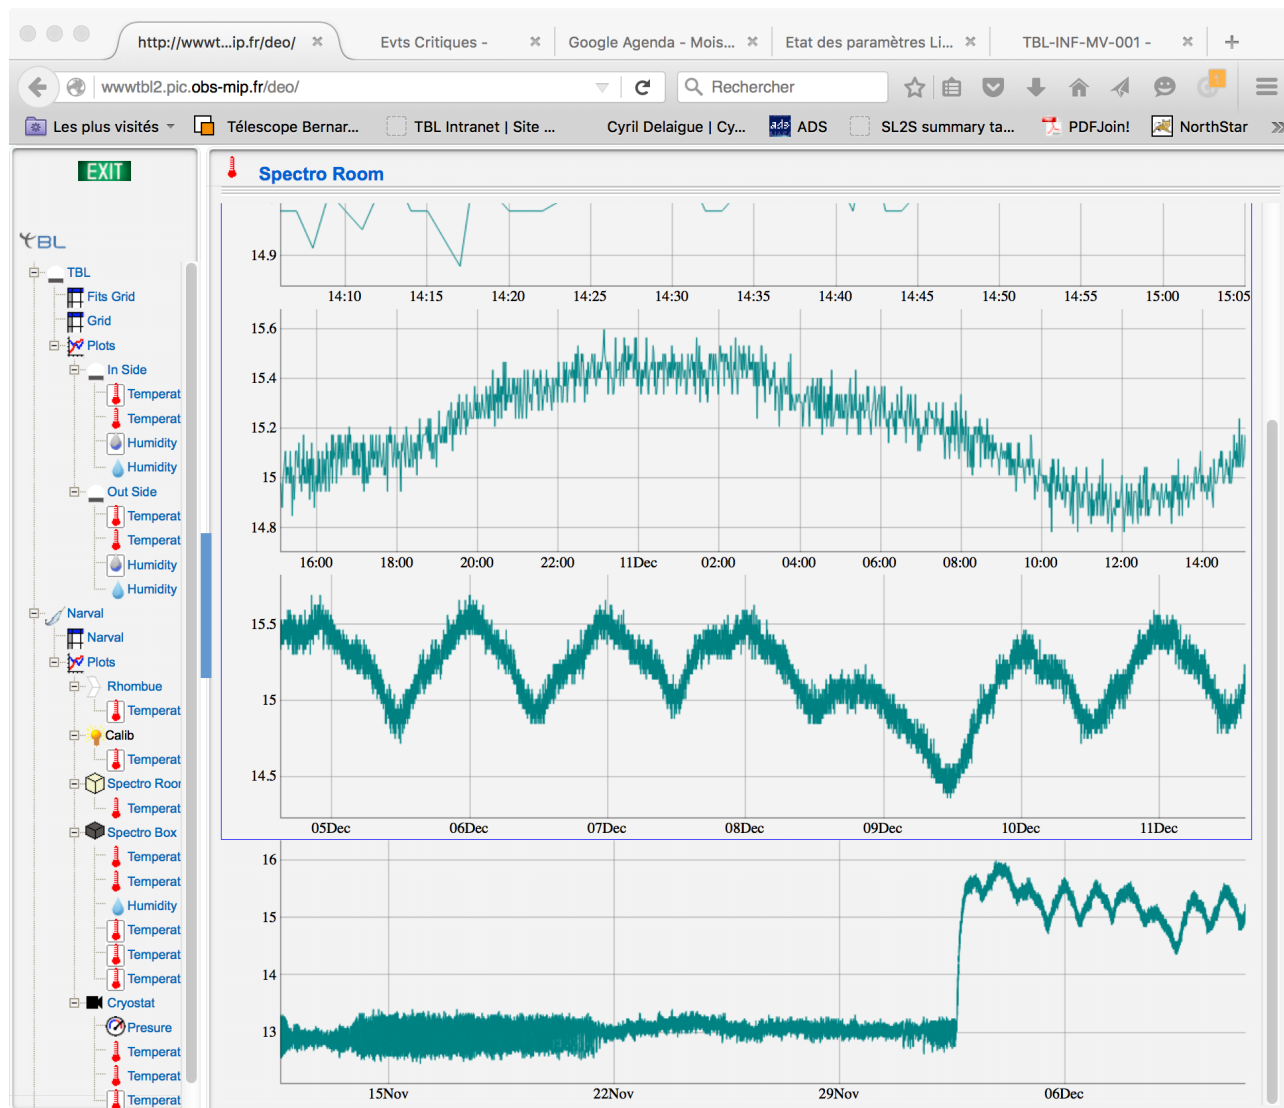 http://wwwt...ip.fr/deo/
Evts Critiques -
Google Agenda - Mois...
Etat des paramètres Li...
TBL-INF-MV-001 -
wwwtbl2.pic.obs-mip.fr/deo/
Rechercher
Les plus visités
Télescope Bernar...
TBL Intranet | Site ...
Cyril Delaigue | Cy...
ads ADS
SL2S summary ta...
PDFJoin!
NorthStar
EXIT
TBL
TBL
Fits Grid
Grid
Plots
In Side
Temperat
Temperat
Humidity
Humidity
Out Side
Temperat
Temperat
Humidity
Humidity
Narval
Narval
Plots
Rhombue
Temperat
Calib
Temperat
Spectro Roor
Temperat
Spectro Box
Temperat
Temperat
Humidity
Temperat
Temperat
Temperat
Cryostat
Presure
Temperat
Temperat
Temperat
Spectro Room
14.9
14:10 14:15 14:20 14:25 14:30 14:35 14:40 14:45 14:50 14:55 15:00 15:05
15.6
15.4
15.2
15
14.8
16:00 18:00 20:00 22:00 11Dec 02:00 04:00 06:00 08:00 10:00 12:00 14:00
15.5
15
14.5
05Dec 06Dec 07Dec 08Dec 09Dec 10Dec 11Dec
16
15
14
13
15Nov 22Nov 29Nov 06Dec